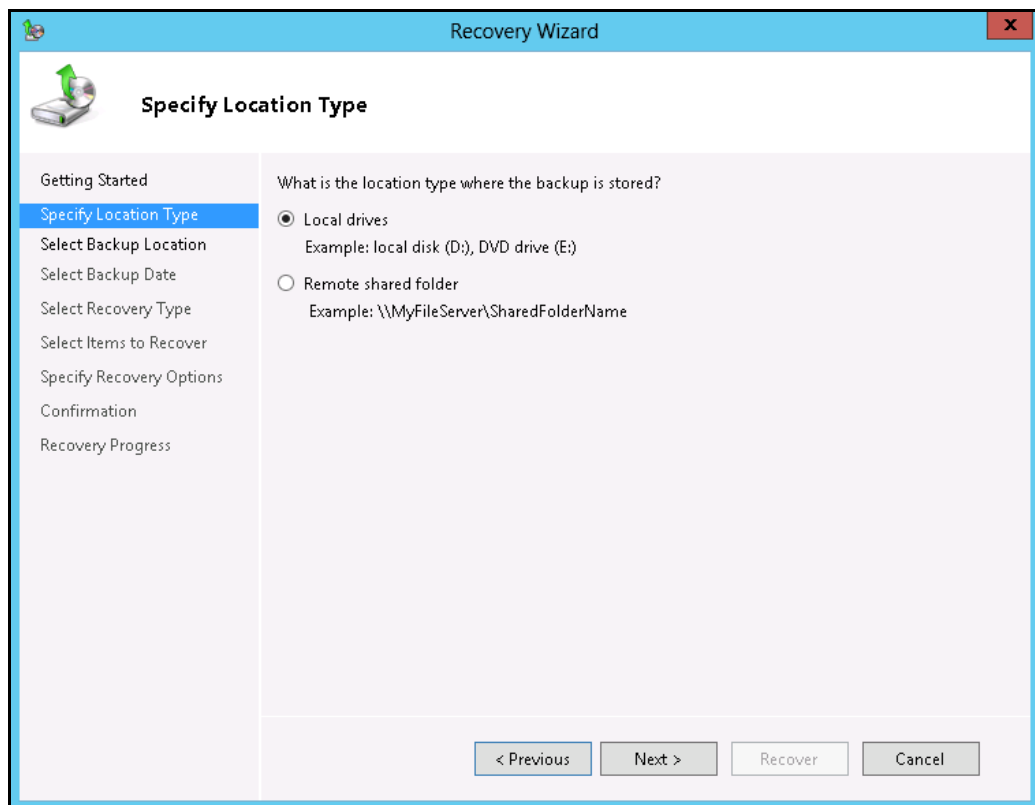 Recovery Wizard
x
Specify Location Type
Getting Started
Specify Location Type
Select Backup Location
Select Backup Date
Select Recovery Type
Select Items to Recover
Specify Recovery Options
Confirmation
Recovery Progress
What is the location type where the backup is stored?
Local drives
Example: local disk (D:), DVD drive (E:)
Remote shared folder
Example: \\MyFileServer\SharedFolderName
< Previous
Next >
Recover
Cancel